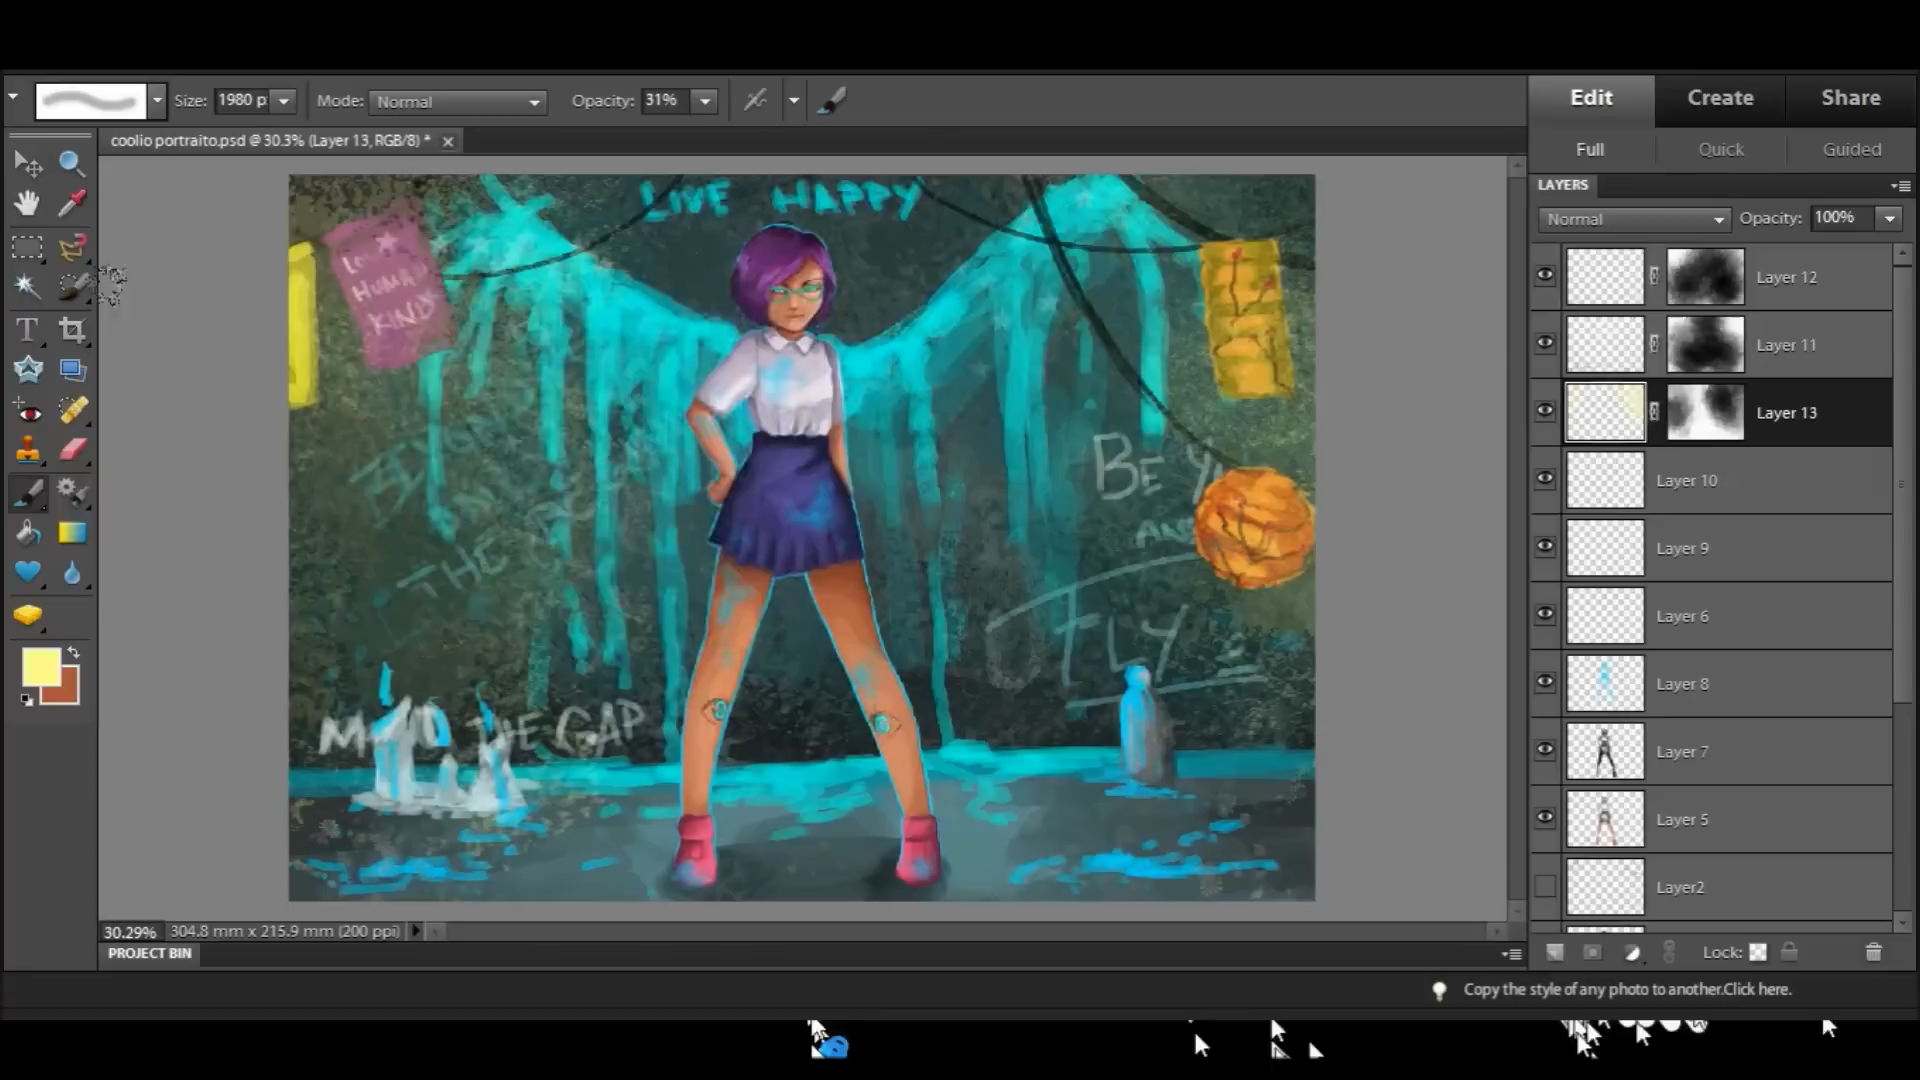 Size: 1980 p
Mode: Normal
Opacity: 31%
Edit
Create
Share
coolio portraito.psd @ 30.3% (Layer 13, RGB/8) *
Full
Quick
Guided
LAYERS
Normal
Opacity: 100%
LIVE HAPPY
HUMAN
KIND
BE
FLY
THE
MIND THE GAP
Layer 12
Layer 11
Layer 13
Layer 10
Layer 9
Layer 6
Layer 8
Layer 7
Layer 5
Layer2
Lock:
30.29%
304.8 mm x 215.9 mm (200 ppi)
PROJECT BIN
Copy the style of any photo to another.Click here.